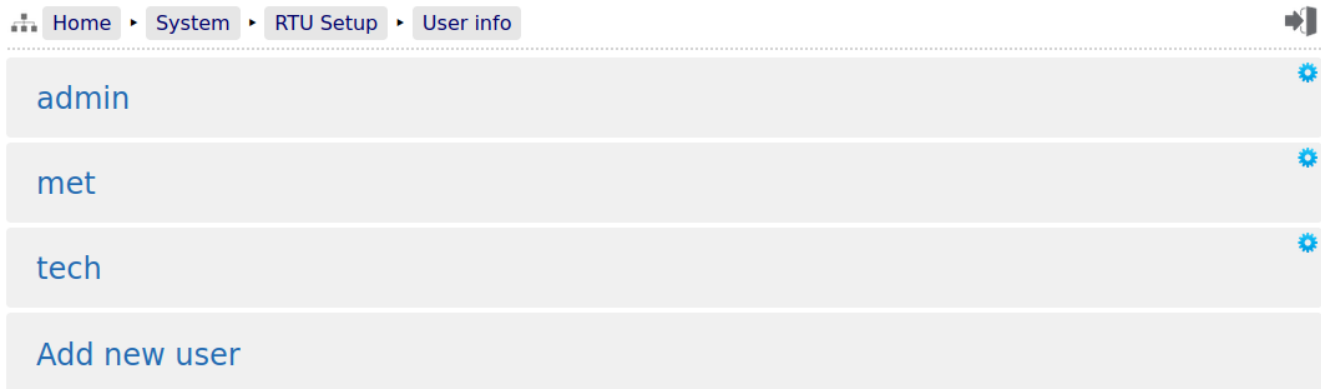 Home ‣ System ‣ RTU Setup ‣ User info
admin
met
tech
Add new user